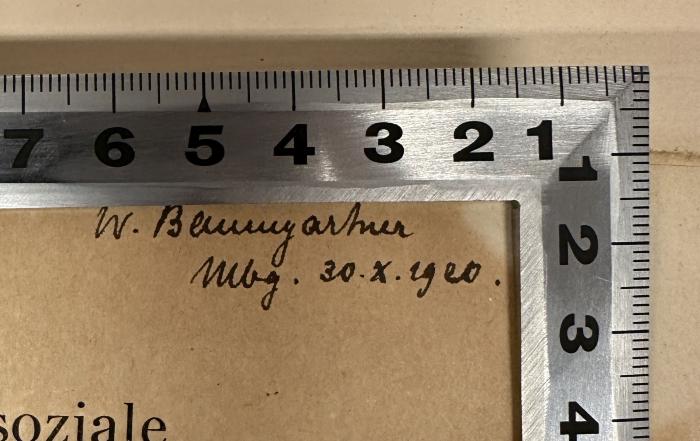 7 6 5 4 3 2 1
1
2
3
4
W. Baumgartner
Mbg. 30.X.1920.
soziale